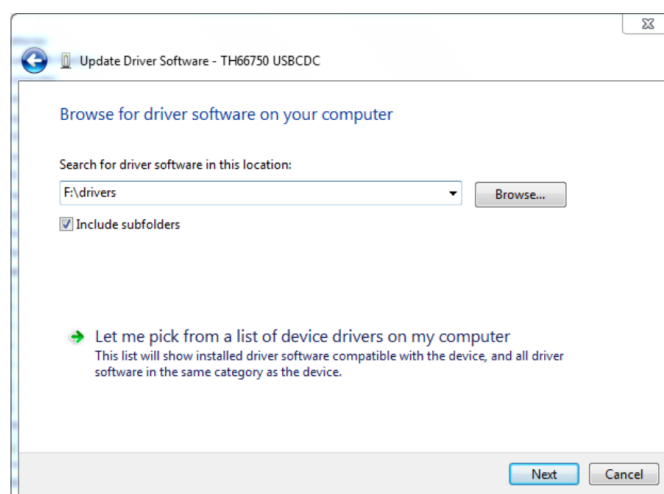 Update Driver Software - TH66750 USBCDC
Browse for driver software on your computer
Search for driver software in this location:
F:\drivers
Browse...
Include subfolders
Let me pick from a list of device drivers on my computer
This list will show installed driver software compatible with the device, and all driver
software in the same category as the device.
Next
Cancel